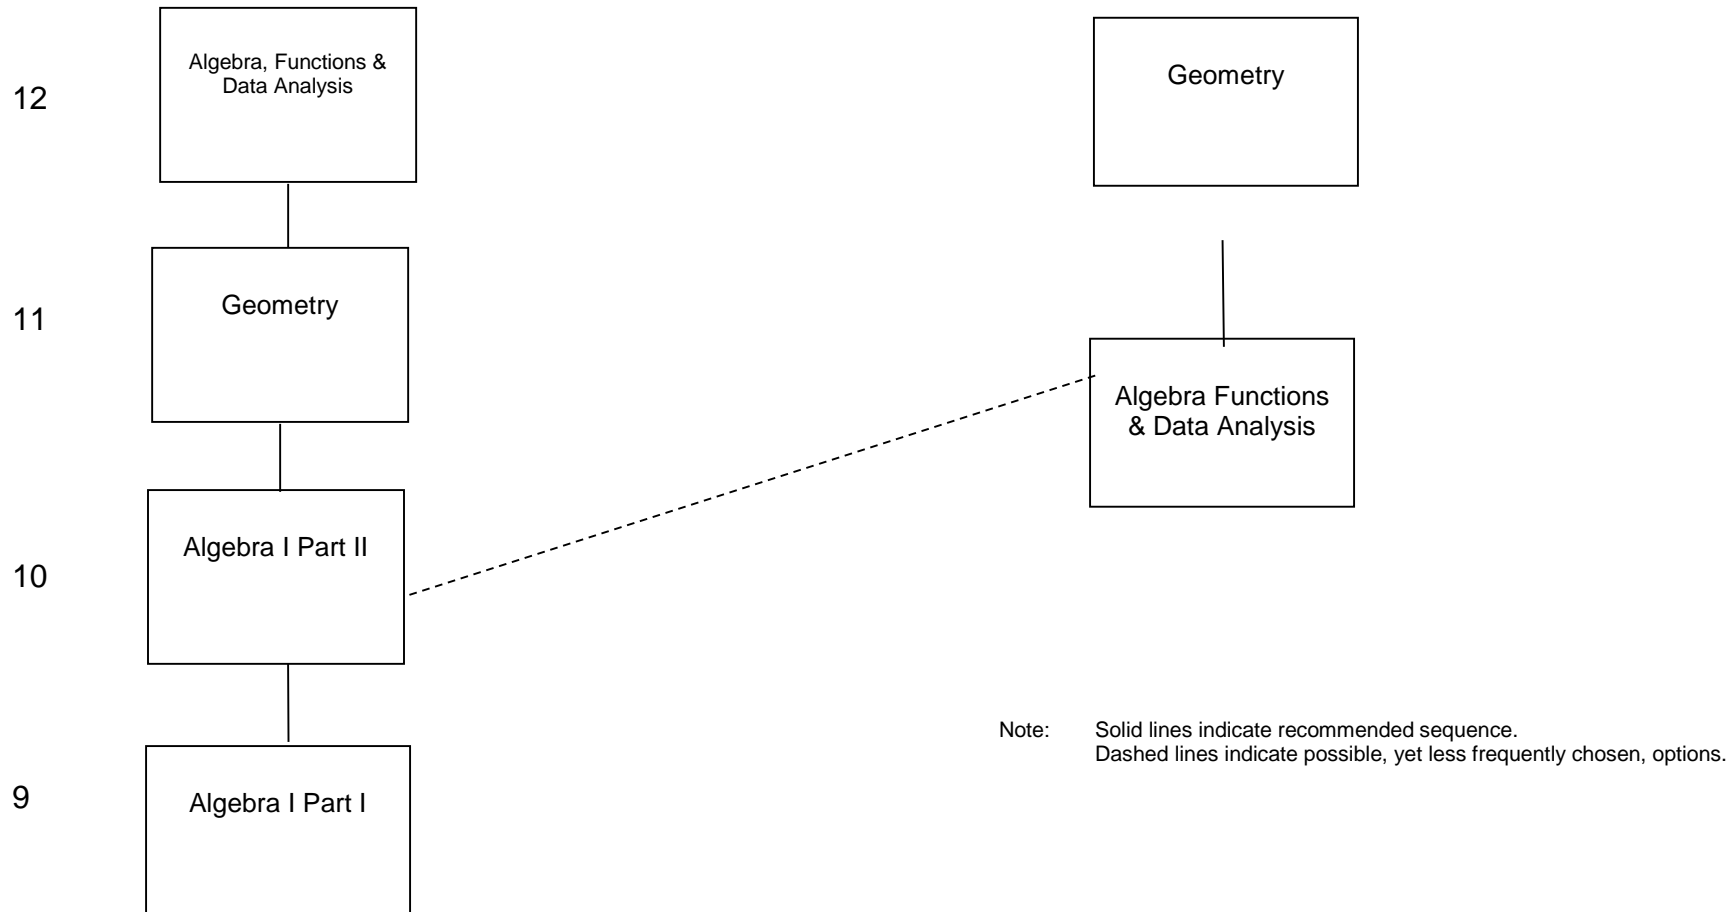 12
Algebra, Functions &
Data Analysis
Geometry
11
Geometry
Algebra Functions
& Data Analysis
10
Algebra I Part II
Note: Solid lines indicate recommended sequence.
Dashed lines indicate possible, yet less frequently chosen, options.
9
Algebra I Part I